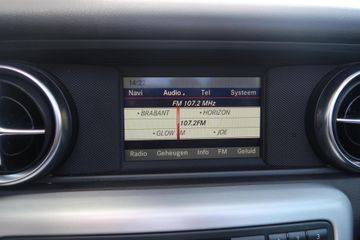 14:22
Navi Audio Tel Systeem
FM 107.2 MHz
BRABANT HORIZON
107.2FM
GLOW M JOE
Radio Geheugen Info FM Geluid